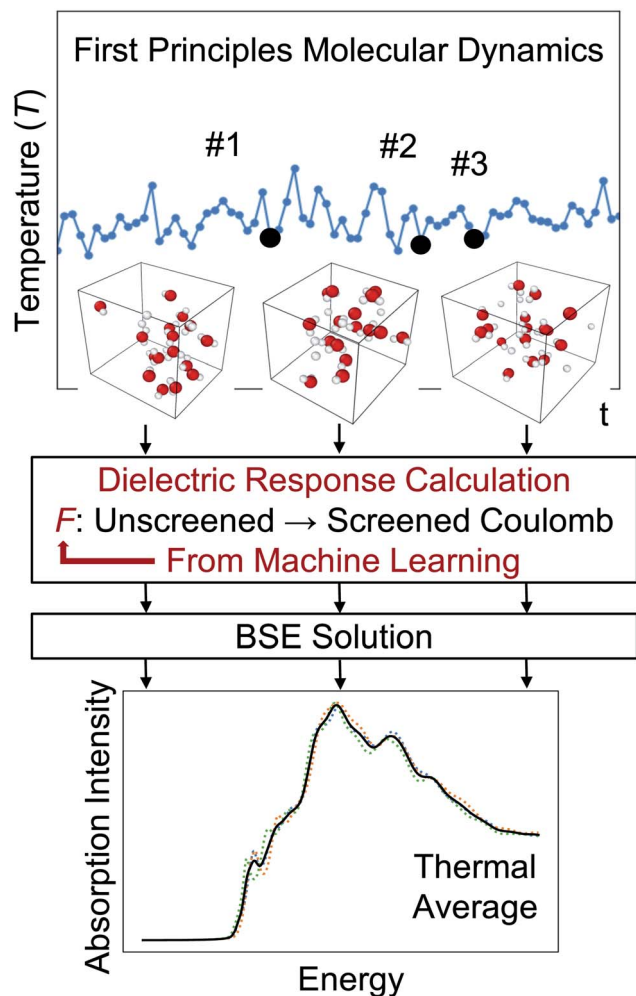 First Principles Molecular Dynamics
Temperature (T)
#1
#2
#3
t
Dielectric Response Calculation
F: Unscreened → Screened Coulomb
From Machine Learning
BSE Solution
Absorption Intensity
Thermal
Average
Energy